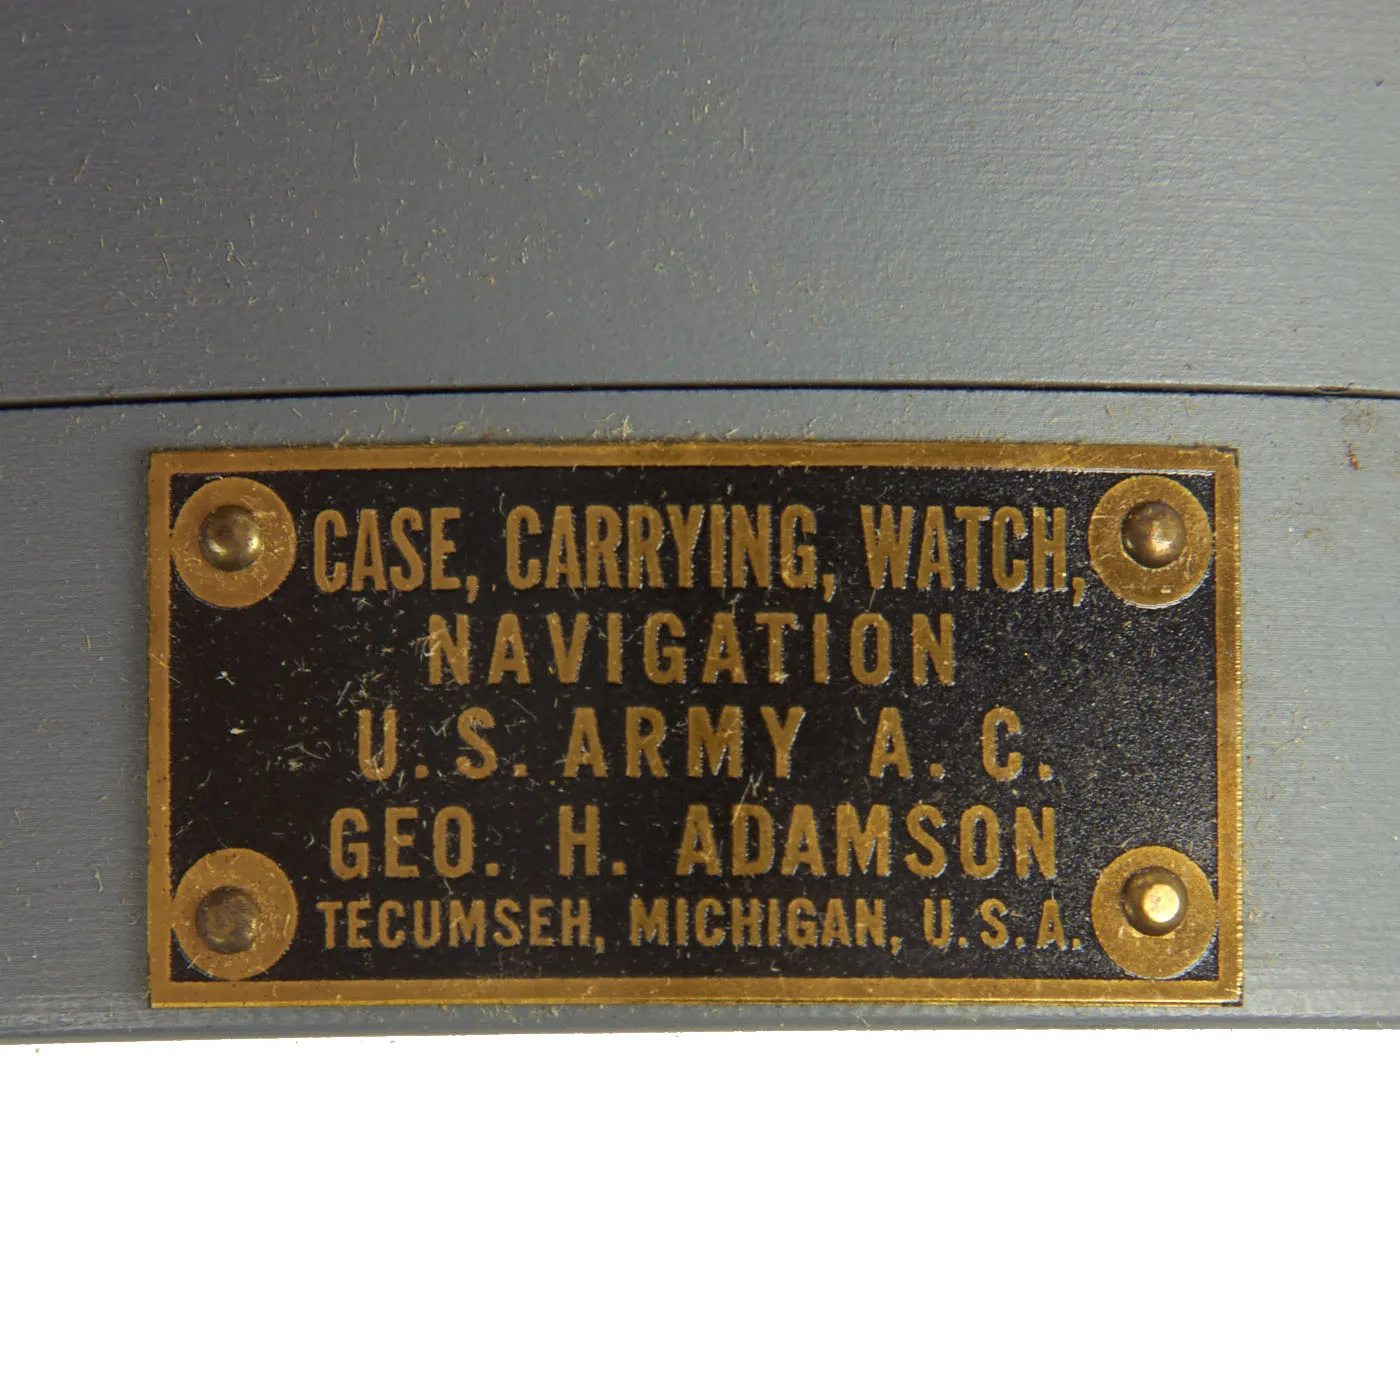 CASE, CARRYING, WATCH,
NAVIGATION
U.S. ARMY A. C.
GEO. H. ADAMSON
TECUMSEH, MICHIGAN, U.S.A.